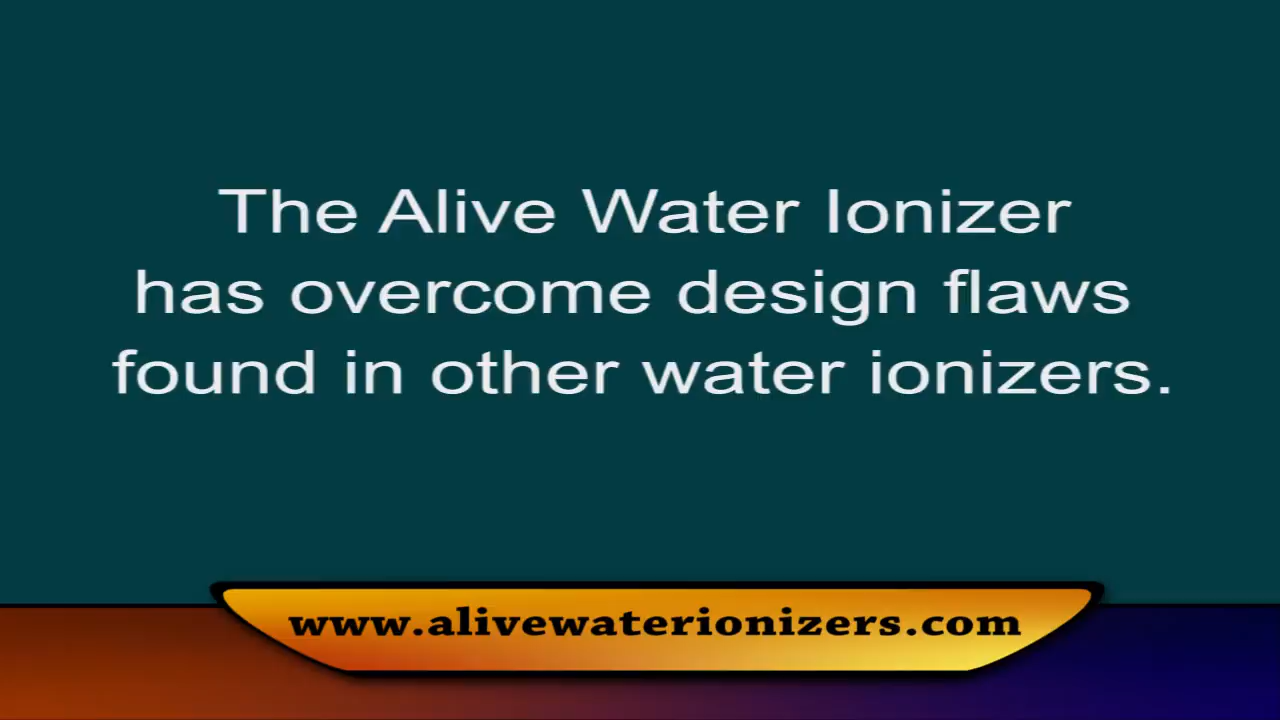 The Alive Water Ionizer
has overcome design flaws
found in other water ionizers.
www.alivewaterionizers.com